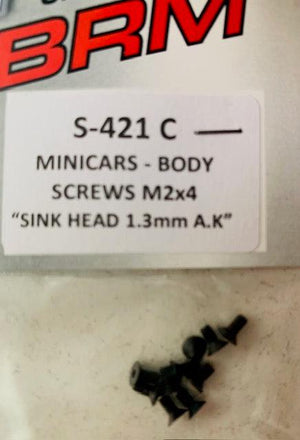 BRM
S-421 C —
MINICARS - BODY
SCREWS M2x4
“SINK HEAD 1.3mm A.K”